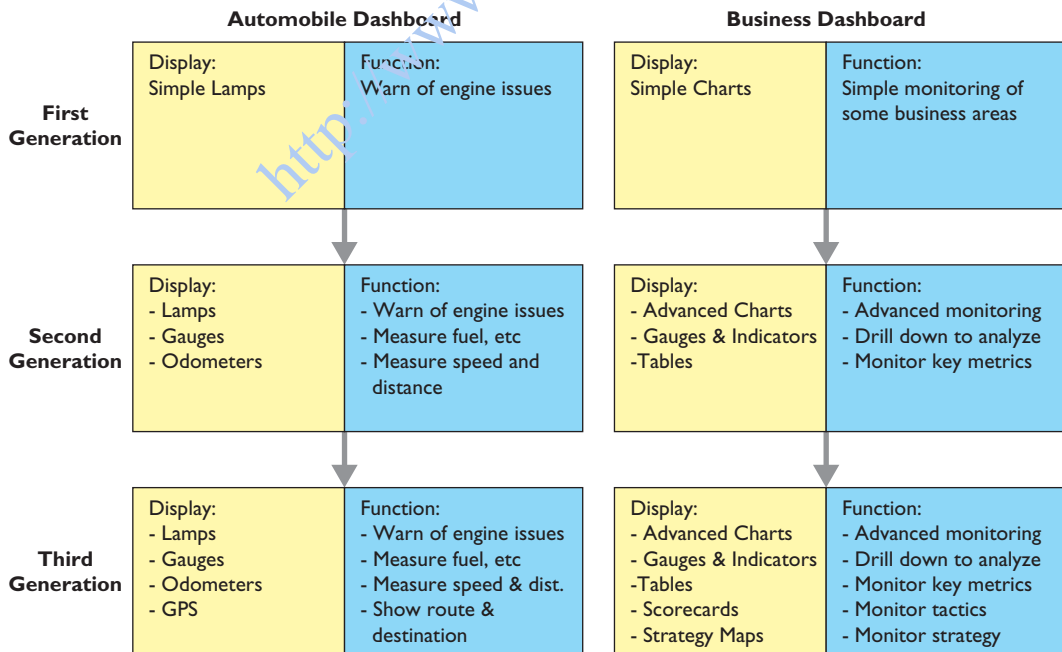 Automobile Dashboard
Business Dashboard
First
Generation
Display:
Simple Lamps
Function:
Warn of engine issues
Display:
Simple Charts
Function:
Simple monitoring of
some business areas
Second
Generation
Display:
- Lamps
- Gauges
- Odometers
Function:
- Warn of engine issues
- Measure fuel, etc
- Measure speed and
distance
Display:
- Advanced Charts
- Gauges & Indicators
-Tables
Function:
- Advanced monitoring
- Drill down to analyze
- Monitor key metrics
Third
Generation
Display:
- Lamps
- Gauges
- Odometers
- GPS
Function:
- Warn of engine issues
- Measure fuel, etc
- Measure speed & dist.
- Show route &
destination
Display:
- Advanced Charts
- Gauges & Indicators
-Tables
- Scorecards
- Strategy Maps
Function:
- Advanced monitoring
- Drill down to analyze
- Monitor key metrics
- Monitor tactics
- Monitor strategy